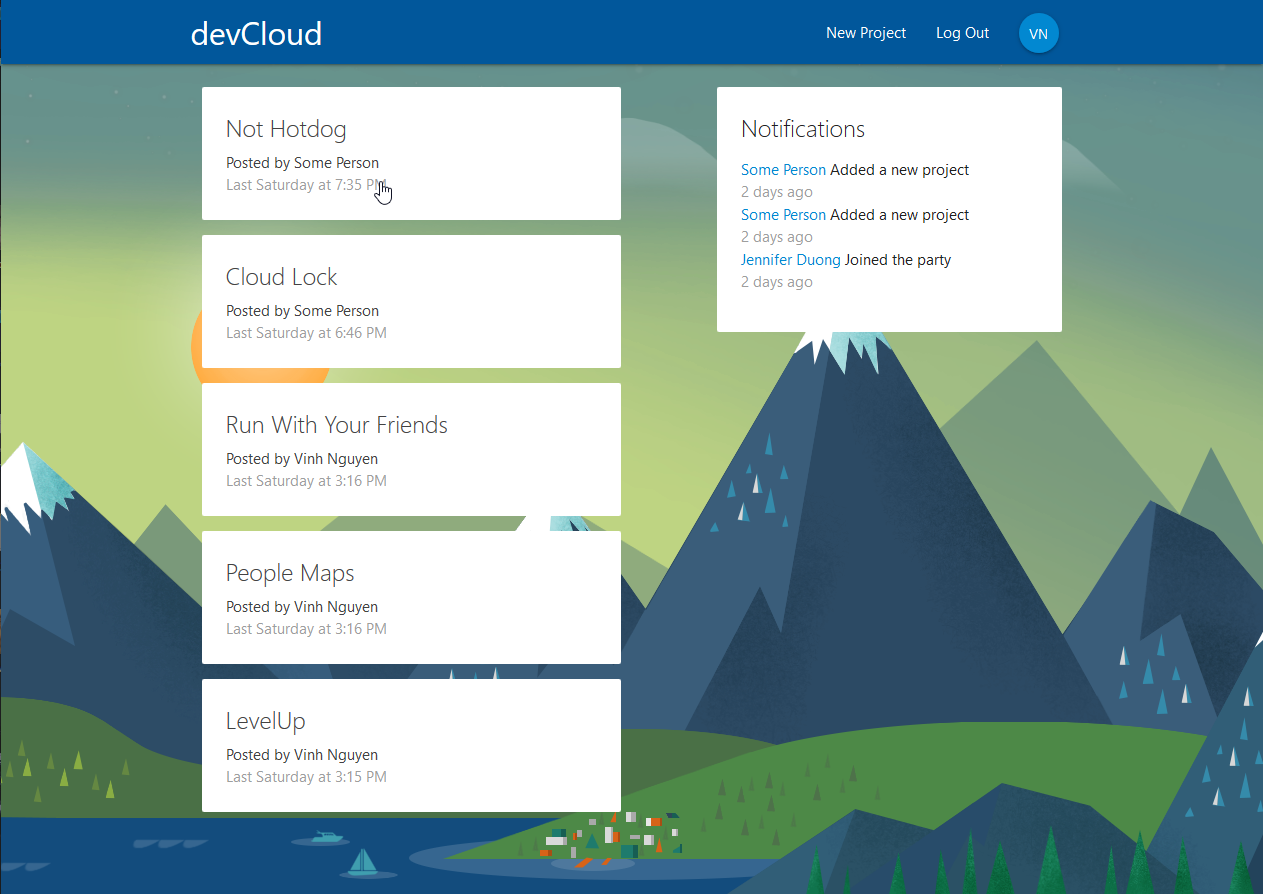 devCloud
New Project
Log Out
VN
Not Hotdog
Posted by Some Person
Last Saturday at 7:35 PM
Cloud Lock
Posted by Some Person
Last Saturday at 6:46 PM
Run With Your Friends
Posted by Vinh Nguyen
Last Saturday at 3:16 PM
People Maps
Posted by Vinh Nguyen
Last Saturday at 3:16 PM
LevelUp
Posted by Vinh Nguyen
Last Saturday at 3:15 PM
Notifications
Some Person Added a new project
2 days ago
Some Person Added a new project
2 days ago
Jennifer Duong Joined the party
2 days ago